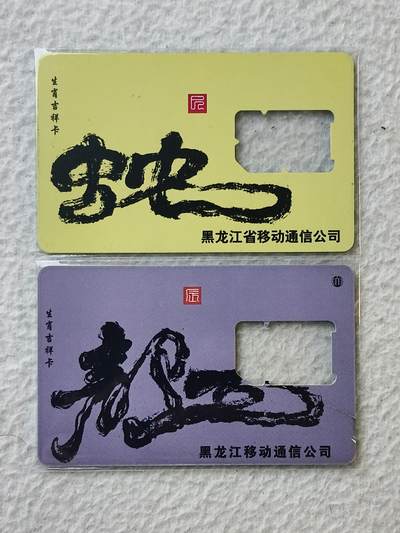 生肖吉祥卡
巳
蛇
黑龙江省移动通信公司
生肖吉祥卡
辰
龍
黑龙江移动通信公司